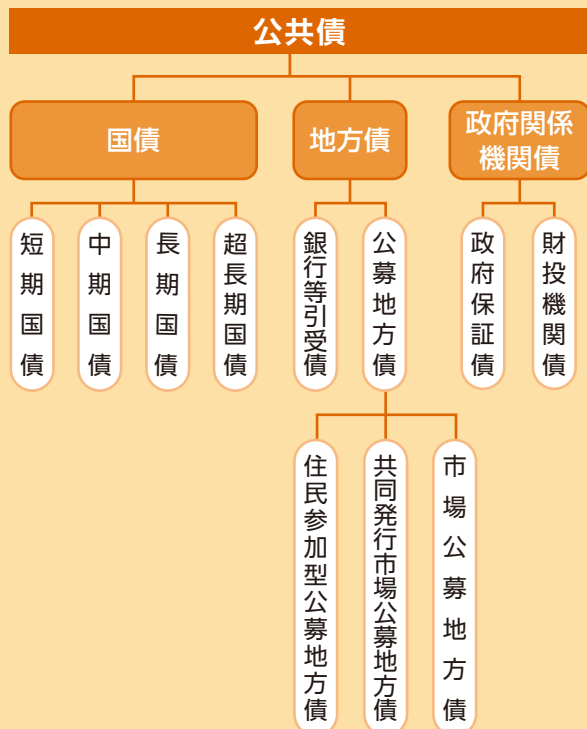 公共債
国債
地方債
政府関係
機関債
短期国債
中期国債
長期国債
超長期国債
銀行等引受債
公募地方債
政府保証債
財投機関債
住民参加型公募地方債
共同発行市場公募地方債
市場公募地方債